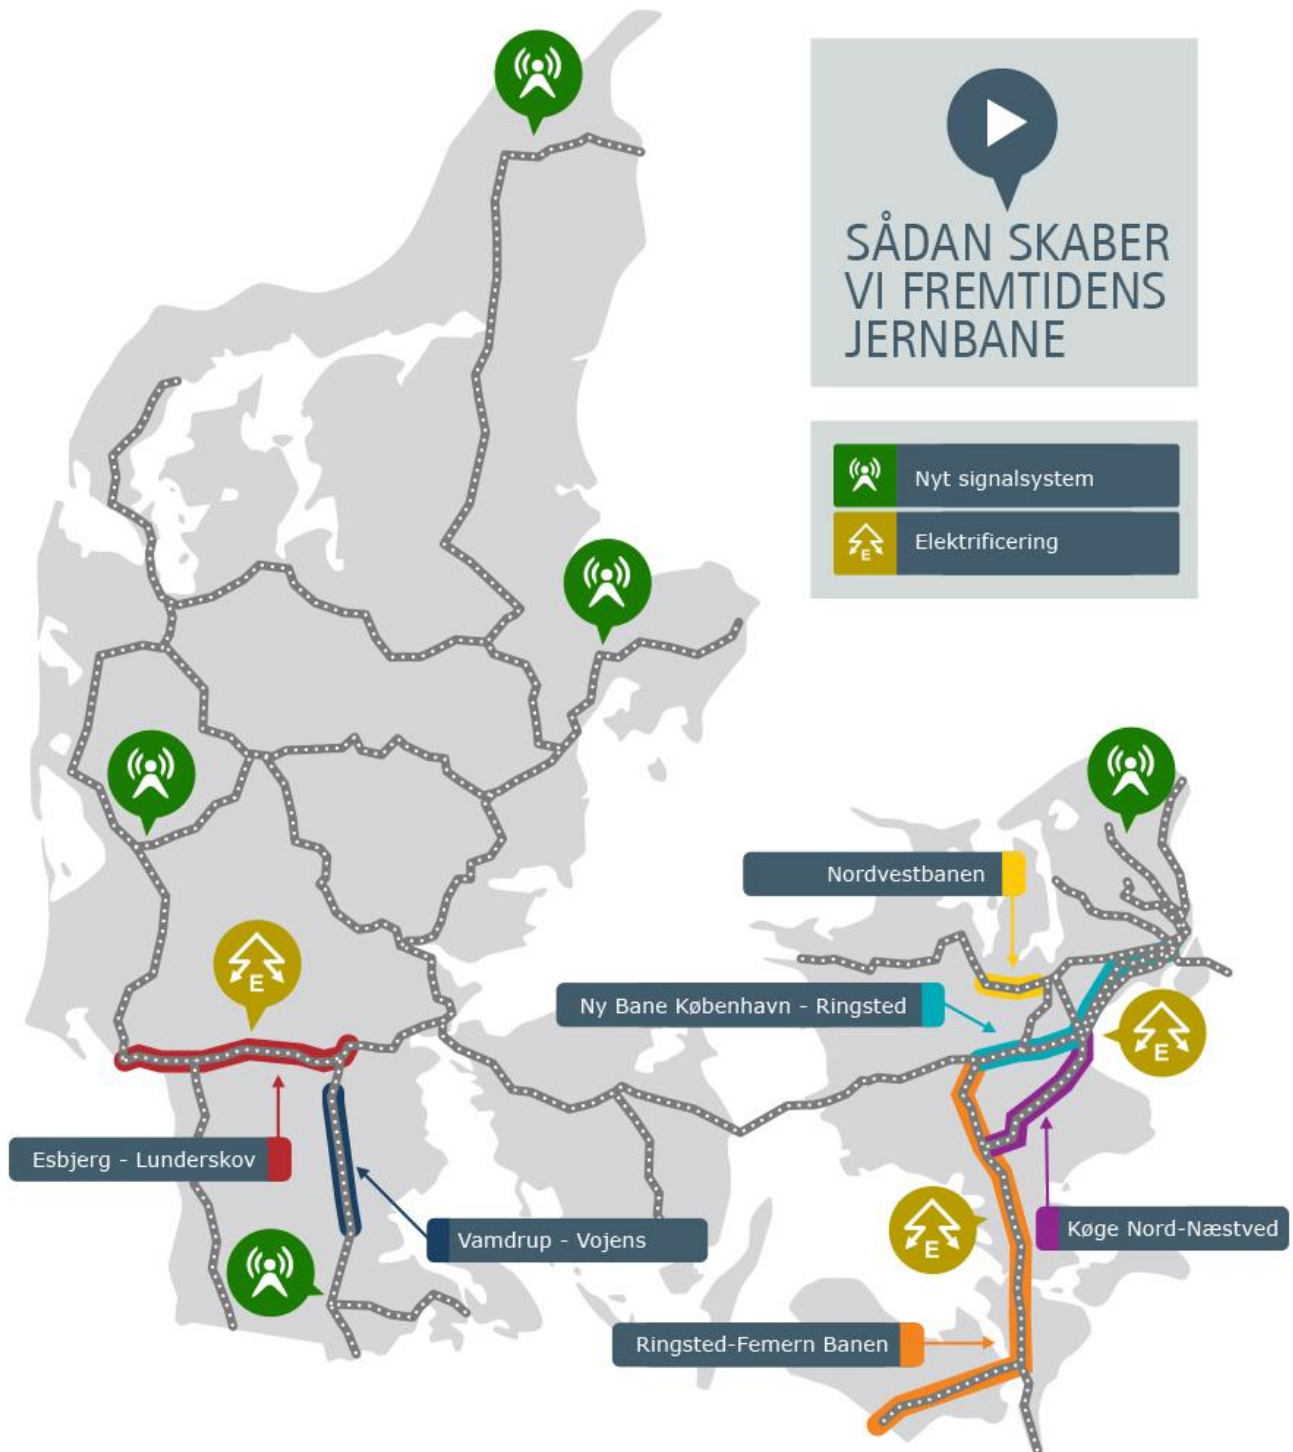 SÅDAN SKABER
VI FREMTIDENS
JERNBANE
Nyt signalsystem
E
Elektrificering
Nordvestbanen
E
Ny Bane København - Ringsted
E
Esbjerg - Lunderskov
Vamdrup - Vojens
E
Køge Nord-Næstved
Ringsted-Femern Banen